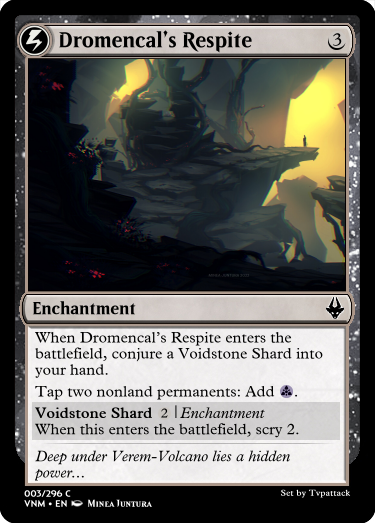 Dromencal's Respite 3
Enchantment
When Dromencal's Respite enters the
battlefield, conjure a Voidstone Shard into
your hand.
Tap two nonland permanents: Add .
Voidstone Shard 2 | Enchantment
When this enters the battlefield, scry 2.
Deep under Verem-Volcano lies a hidden
power…
003/296 C
VNM • EN Minea Juntura
Set by Tvpattack